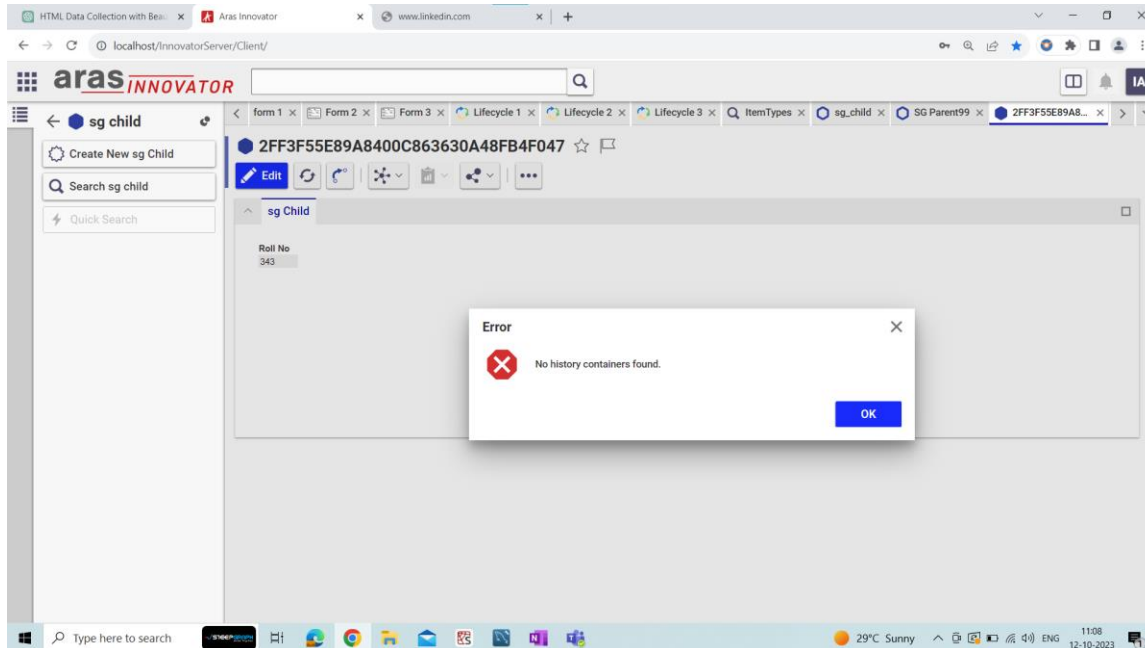 HTML Data Collection with Beau
Aras Innovator
www.linkedin.com
localhost/InnovatorServer/Client/
aras INNOVATOR
IA
sg child
form 1
Form 2
Form 3
Lifecycle 1
Lifecycle 2
Lifecycle 3
ItemTypes
sg_child
SG Parent99
2FF3F55E89A8...
Create New sg Child
Search sg child
Quick Search
2FF3F55E89A8400C863630A48FB4F047
Edit
sg Child
Roll No
343
Error
No history containers found.
OK
Type here to search
29°C Sunny
ENG
11:08
12-10-2023